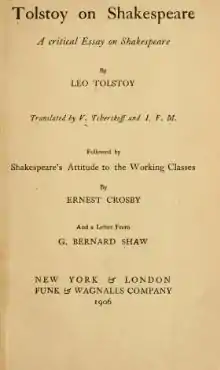 Tolstoy on Shakespeare
A critical Essay on Shakespeare
By
LEO TOLSTOY
Translated by V. Tchertkoff and I. F. M.
Followed by
Shakespeare's Attitude to the Working Classes
By
ERNEST CROSBY
And a Letter From
G. BERNARD SHAW
NEW YORK & LONDON
FUNK & WAGNALLS COMPANY
1906